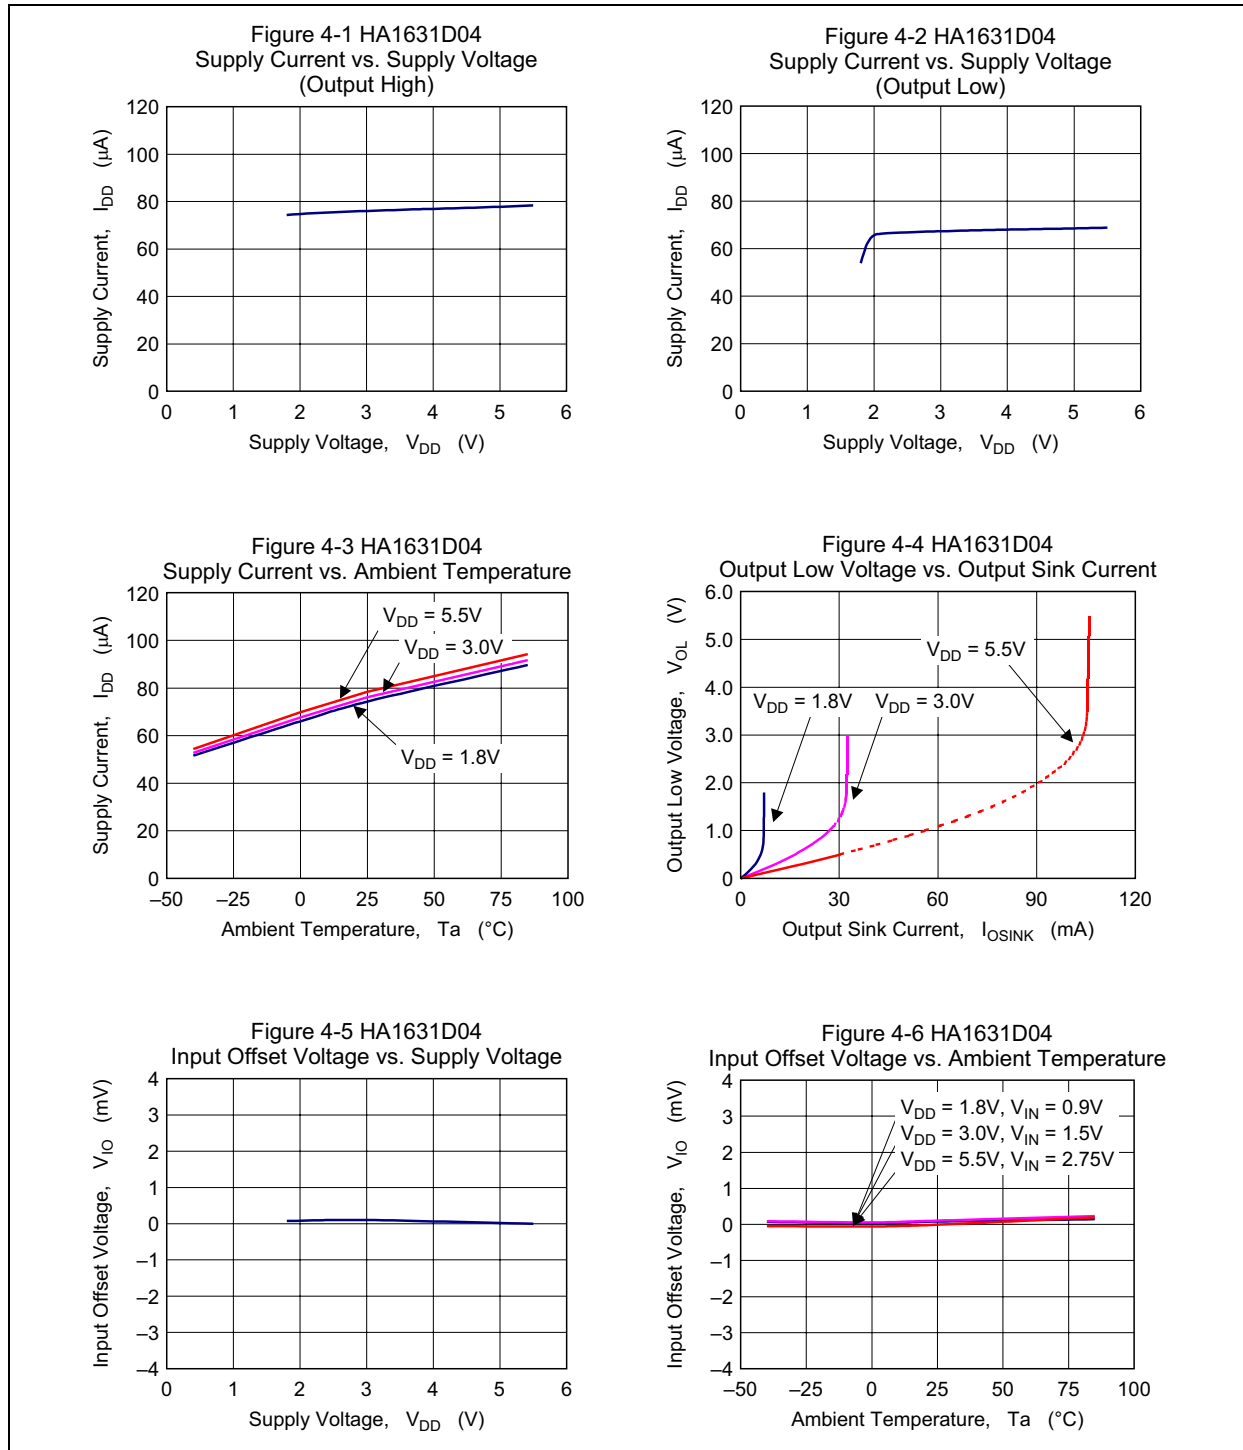 Figure 4-1 HA1631D04
Supply Current vs. Supply Voltage
(Output High)
120
100
80
60
40
20
0
0 1 2 3 4 5 6
Supply Current, IDD (μA)
Supply Voltage, VDD (V)
Figure 4-2 HA1631D04
Supply Current vs. Supply Voltage
(Output Low)
120
100
80
60
40
20
0
0 1 2 3 4 5 6
Supply Current, IDD (μA)
Supply Voltage, VDD (V)
Figure 4-3 HA1631D04
Supply Current vs. Ambient Temperature
120
100
80
60
40
20
0
VDD = 5.5V
VDD = 3.0V
VDD = 1.8V
–50 –25 0 25 50 75 100
Supply Current, IDD (μA)
Ambient Temperature, Ta (°C)
Figure 4-4 HA1631D04
Output Low Voltage vs. Output Sink Current
6.0
5.0
4.0
3.0
2.0
1.0
0
VDD = 5.5V
VDD = 1.8V
VDD = 3.0V
0 30 60 90 120
Output Low Voltage, VOL (V)
Output Sink Current, IOSINK (mA)
Figure 4-5 HA1631D04
Input Offset Voltage vs. Supply Voltage
4
3
2
1
0
–1
–2
–3
–4
0 1 2 3 4 5 6
Input Offset Voltage, VIO (mV)
Supply Voltage, VDD (V)
Figure 4-6 HA1631D04
Input Offset Voltage vs. Ambient Temperature
4
3
2
1
0
–1
–2
–3
–4
VDD = 1.8V, VIN = 0.9V
VDD = 3.0V, VIN = 1.5V
VDD = 5.5V, VIN = 2.75V
–50 –25 0 25 50 75 100
Input Offset Voltage, VIO (mV)
Ambient Temperature, Ta (°C)